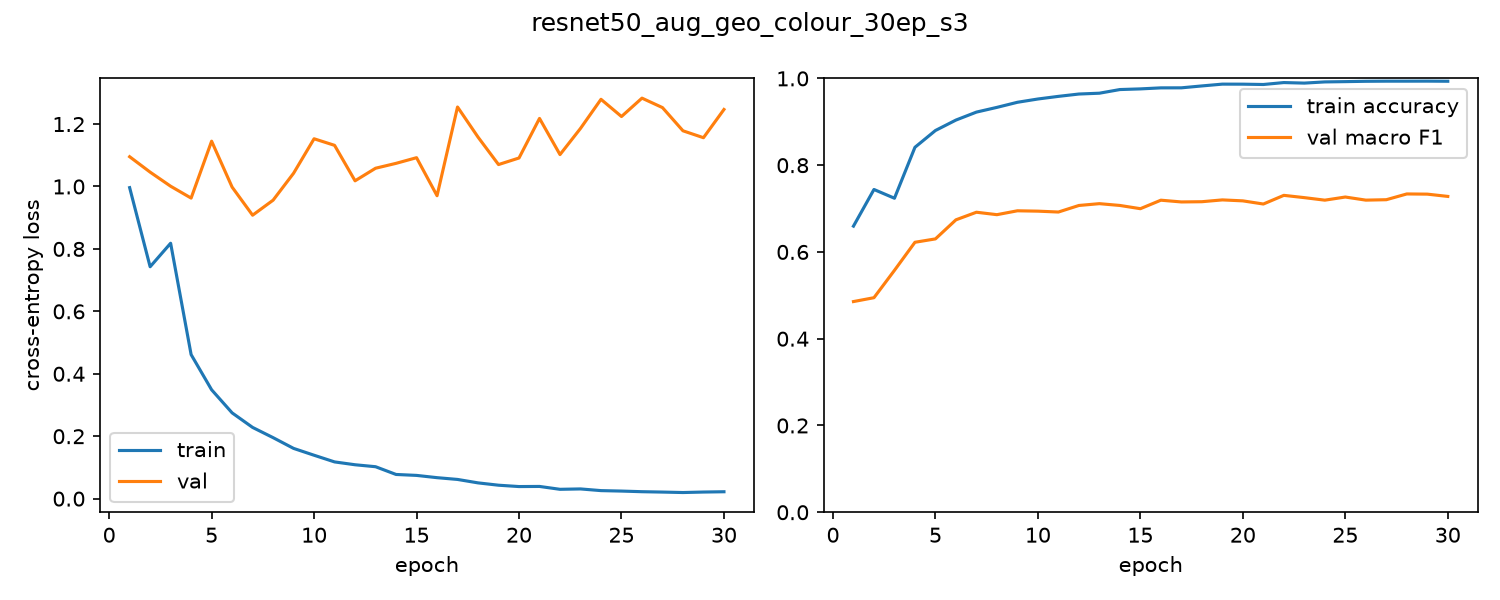 resnet50_aug_geo_colour_30ep_s3
cross-entropy loss
1.2
1.0
0.8
0.6
0.4
0.2
0.0
train
val
0 5 10 15 20 25 30
epoch
1.0
0.8
0.6
0.4
0.2
0.0
train accuracy
val macro F1
0 5 10 15 20 25 30
epoch